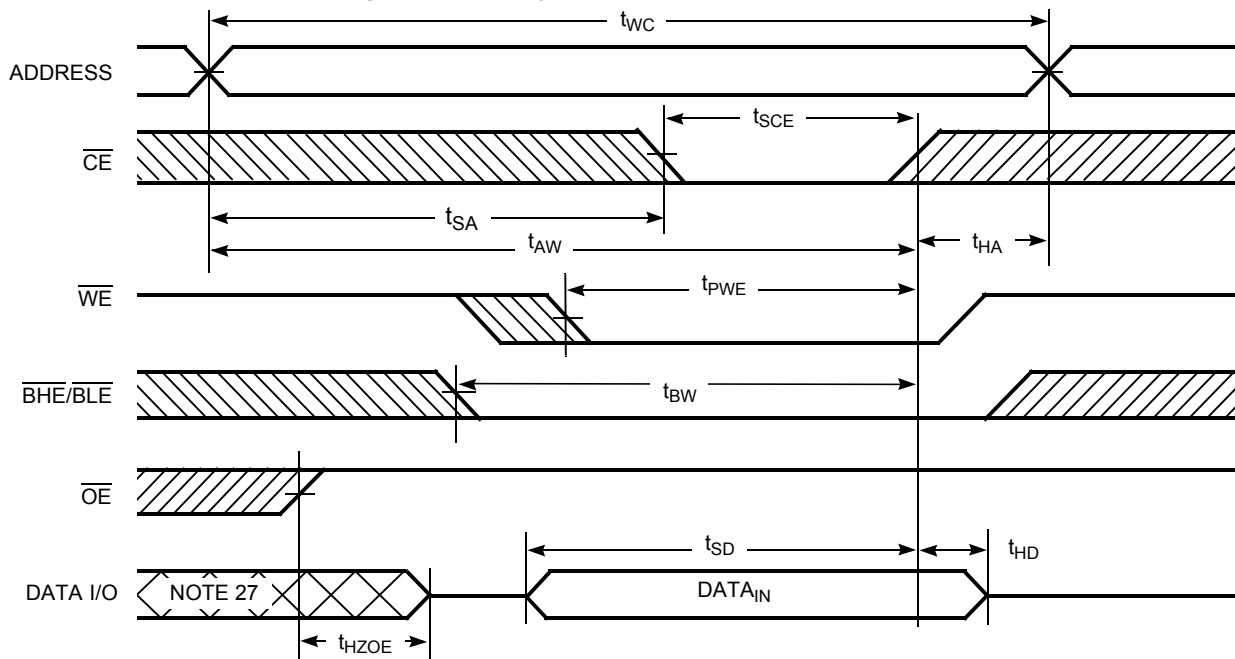 tWC
ADDRESS
tSCE
CE
tSA
tAW
tHA
WE
tPWE
BHE/BLE
tBW
OE
tSD
tHD
DATA I/O
NOTE 27
DATAIN
tHZOE